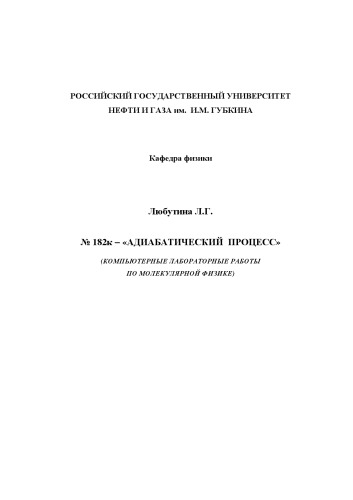 РОССИЙСКИЙ ГОСУДАРСТВЕННЫЙ УНИВЕРСИТЕТ
НЕФТИ И ГАЗА им. И.М. ГУБКИНА
Кафедра физики
Любутина Л.Г.
№ 182к – «АДИАБАТИЧЕСКИЙ ПРОЦЕСС»
(КОМПЬЮТЕРНЫЕ ЛАБОРАТОРНЫЕ РАБОТЫ
ПО МОЛЕКУЛЯРНОЙ ФИЗИКЕ)